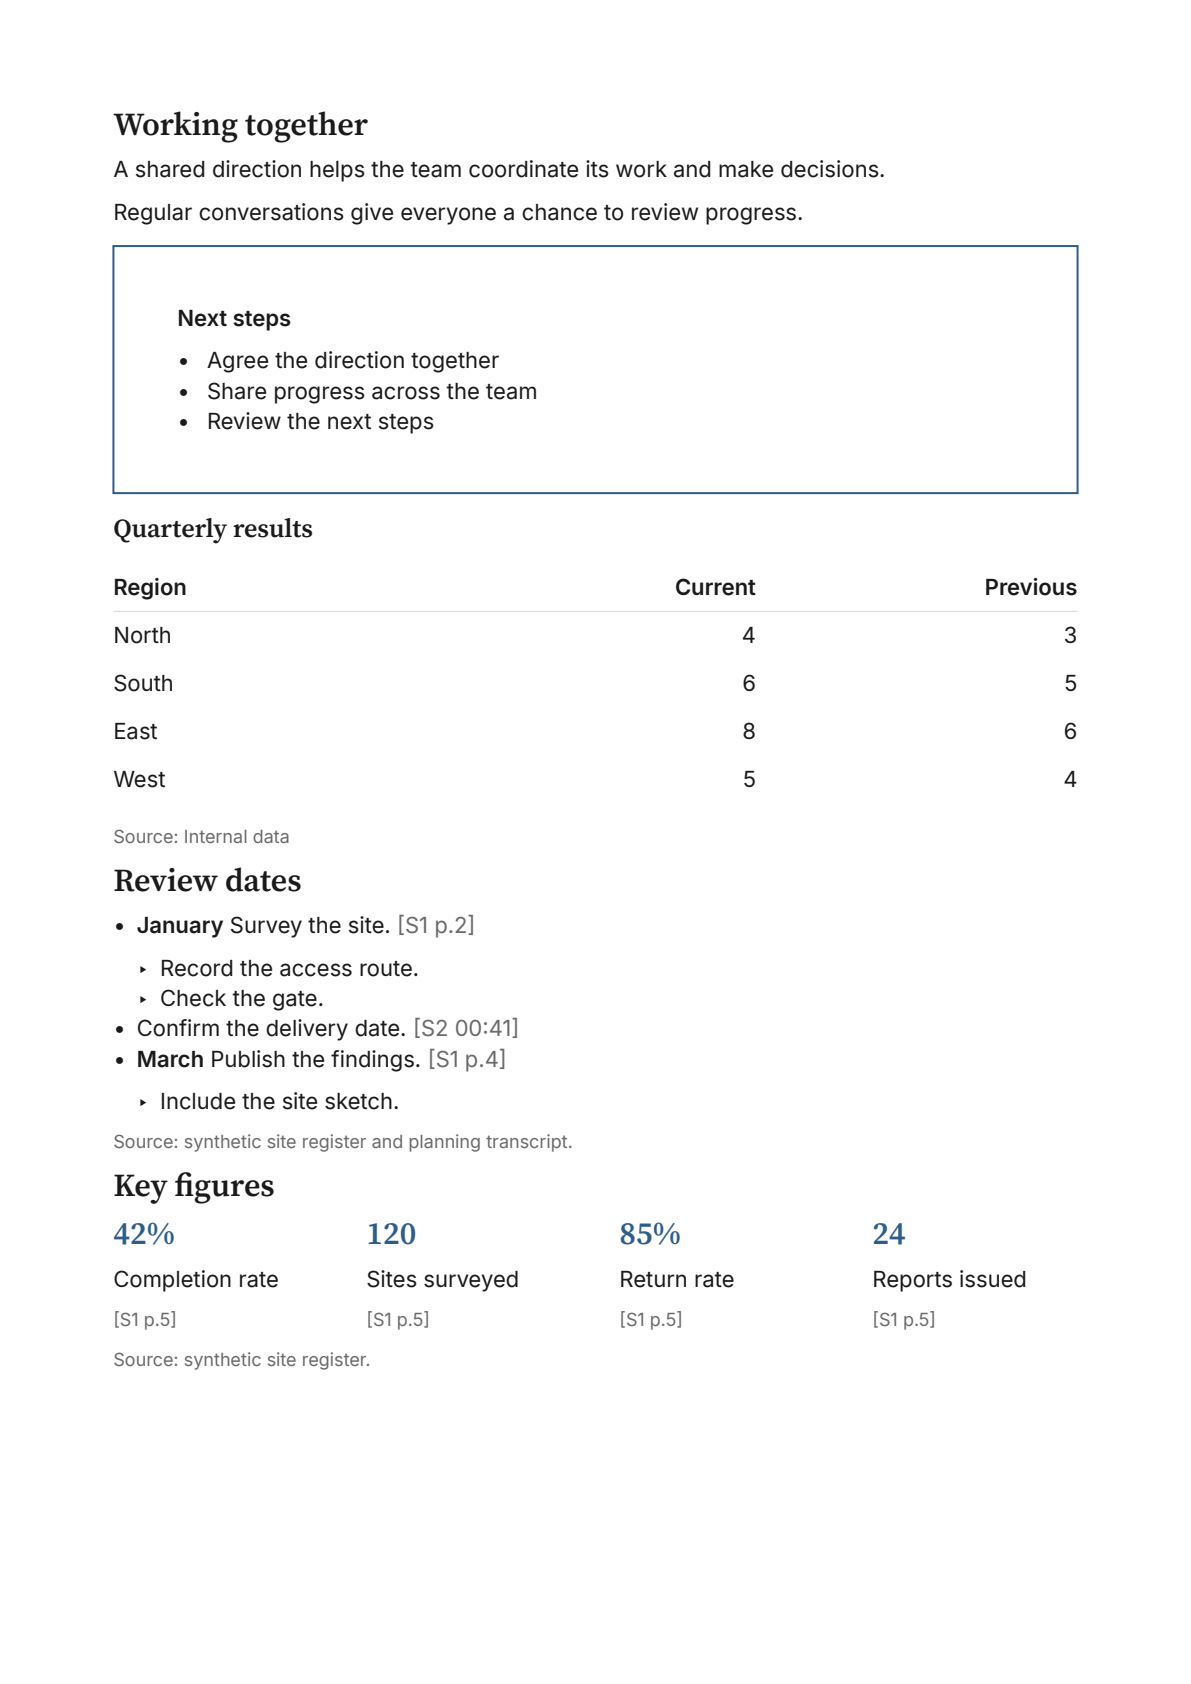 Working together
A shared direction helps the team coordinate its work and make decisions.
Regular conversations give everyone a chance to review progress.
Next steps
• Agree the direction together
• Share progress across the team
• Review the next steps
Quarterly results
Region Current Previous
North 4 3
South 6 5
East 8 6
West 5 4
Source: Internal data
Review dates
• January Survey the site. [S1 p.2]
‣ Record the access route.
‣ Check the gate.
• Confirm the delivery date. [S2 00:41]
• March Publish the findings. [S1 p.4]
‣ Include the site sketch.
Source: synthetic site register and planning transcript.
Key figures
42% 120 85% 24
Completion rate Sites surveyed Return rate Reports issued
[S1 p.5] [S1 p.5] [S1 p.5] [S1 p.5]
Source: synthetic site register.